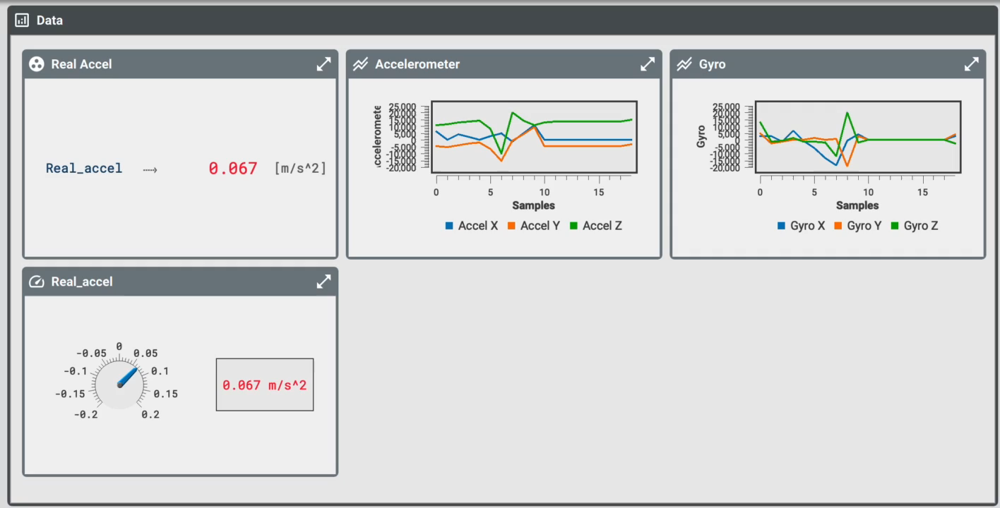 Data
Real Accel
Real_accel 0.067 [m/s^2]
Accelerometer
25,000
20,000
15,000
10,000
5,000
0
-5,000
-10,000
-15,000
-20,000
0 5 10 15
Samples
Accel X Accel Y Accel Z
Gyro
Gyro
25,000
20,000
15,000
10,000
5,000
0
-5,000
-10,000
-15,000
-20,000
0 5 10 15
Samples
Gyro X Gyro Y Gyro Z
Real_accel
0
-0.05 0.05
-0.1 0.1
-0.15 0.15
-0.2 0.2
0.067 m/s^2